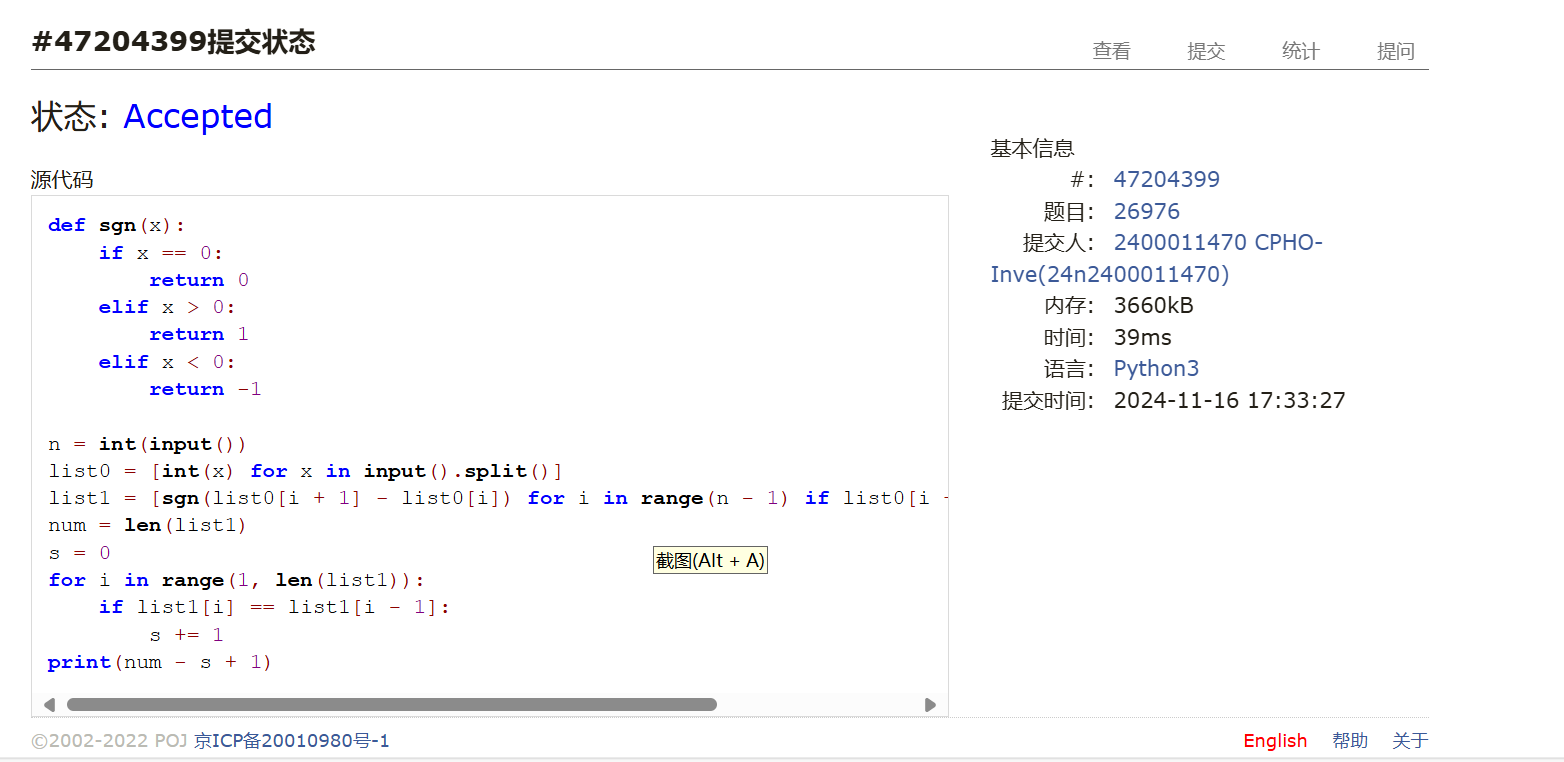 #47204399提交状态
查看 提交 统计 提问
状态: Accepted
源代码
def sgn(x):
    if x == 0:
        return 0
    elif x > 0:
        return 1
    elif x < 0:
        return -1
n = int(input())
list0 = [int(x) for x in input().split()]
list1 = [sgn(list0[i + 1] - list0[i]) for i in range(n - 1) if list0[i
num = len(list1)
s = 0
for i in range(1, len(list1)):
    if list1[i] == list1[i - 1]:
        s += 1
print(num - s + 1)
截图(Alt + A)
基本信息
#: 47204399
题目: 26976
提交人: 2400011470 CPHO-
Inve(24n2400011470)
内存: 3660kB
时间: 39ms
语言: Python3
提交时间: 2024-11-16 17:33:27
©2002-2022 POJ 京ICP备20010980号-1
English 帮助 关于